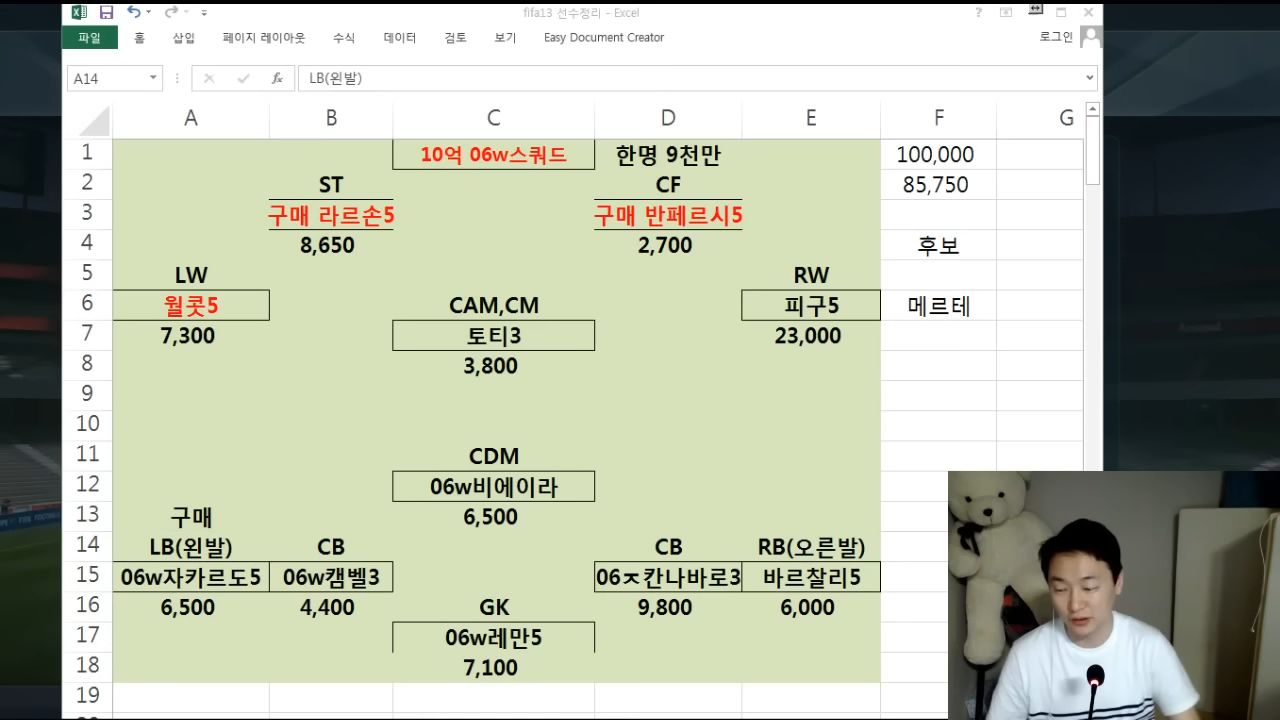 fifa13 선수정리 - Excel
파일 홈 삽입 페이지 레이아웃 수식 데이터 검토 보기 Easy Document Creator 로그인
A14 fx LB(왼발)
A B C D E F G
1 10억 06w스쿼드 한명 9천만 100,000
2 ST CF 85,750
3 구매 라르손5 구매 반페르시5
4 8,650 2,700 후보
5 LW RW
6 월콧5 CAM,CM 피구5 메르테
7 7,300 토티3 23,000
8 3,800
9
10
11 CDM
12 06w비에이라
13 구매 6,500
14 LB(왼발) CB CB RB(오른발)
15 06w자카르도5 06w캠벨3 06ㅈ칸나바로3 바르찰리5
16 6,500 4,400 GK 9,800 6,000
17 06w레만5
18 7,100
19